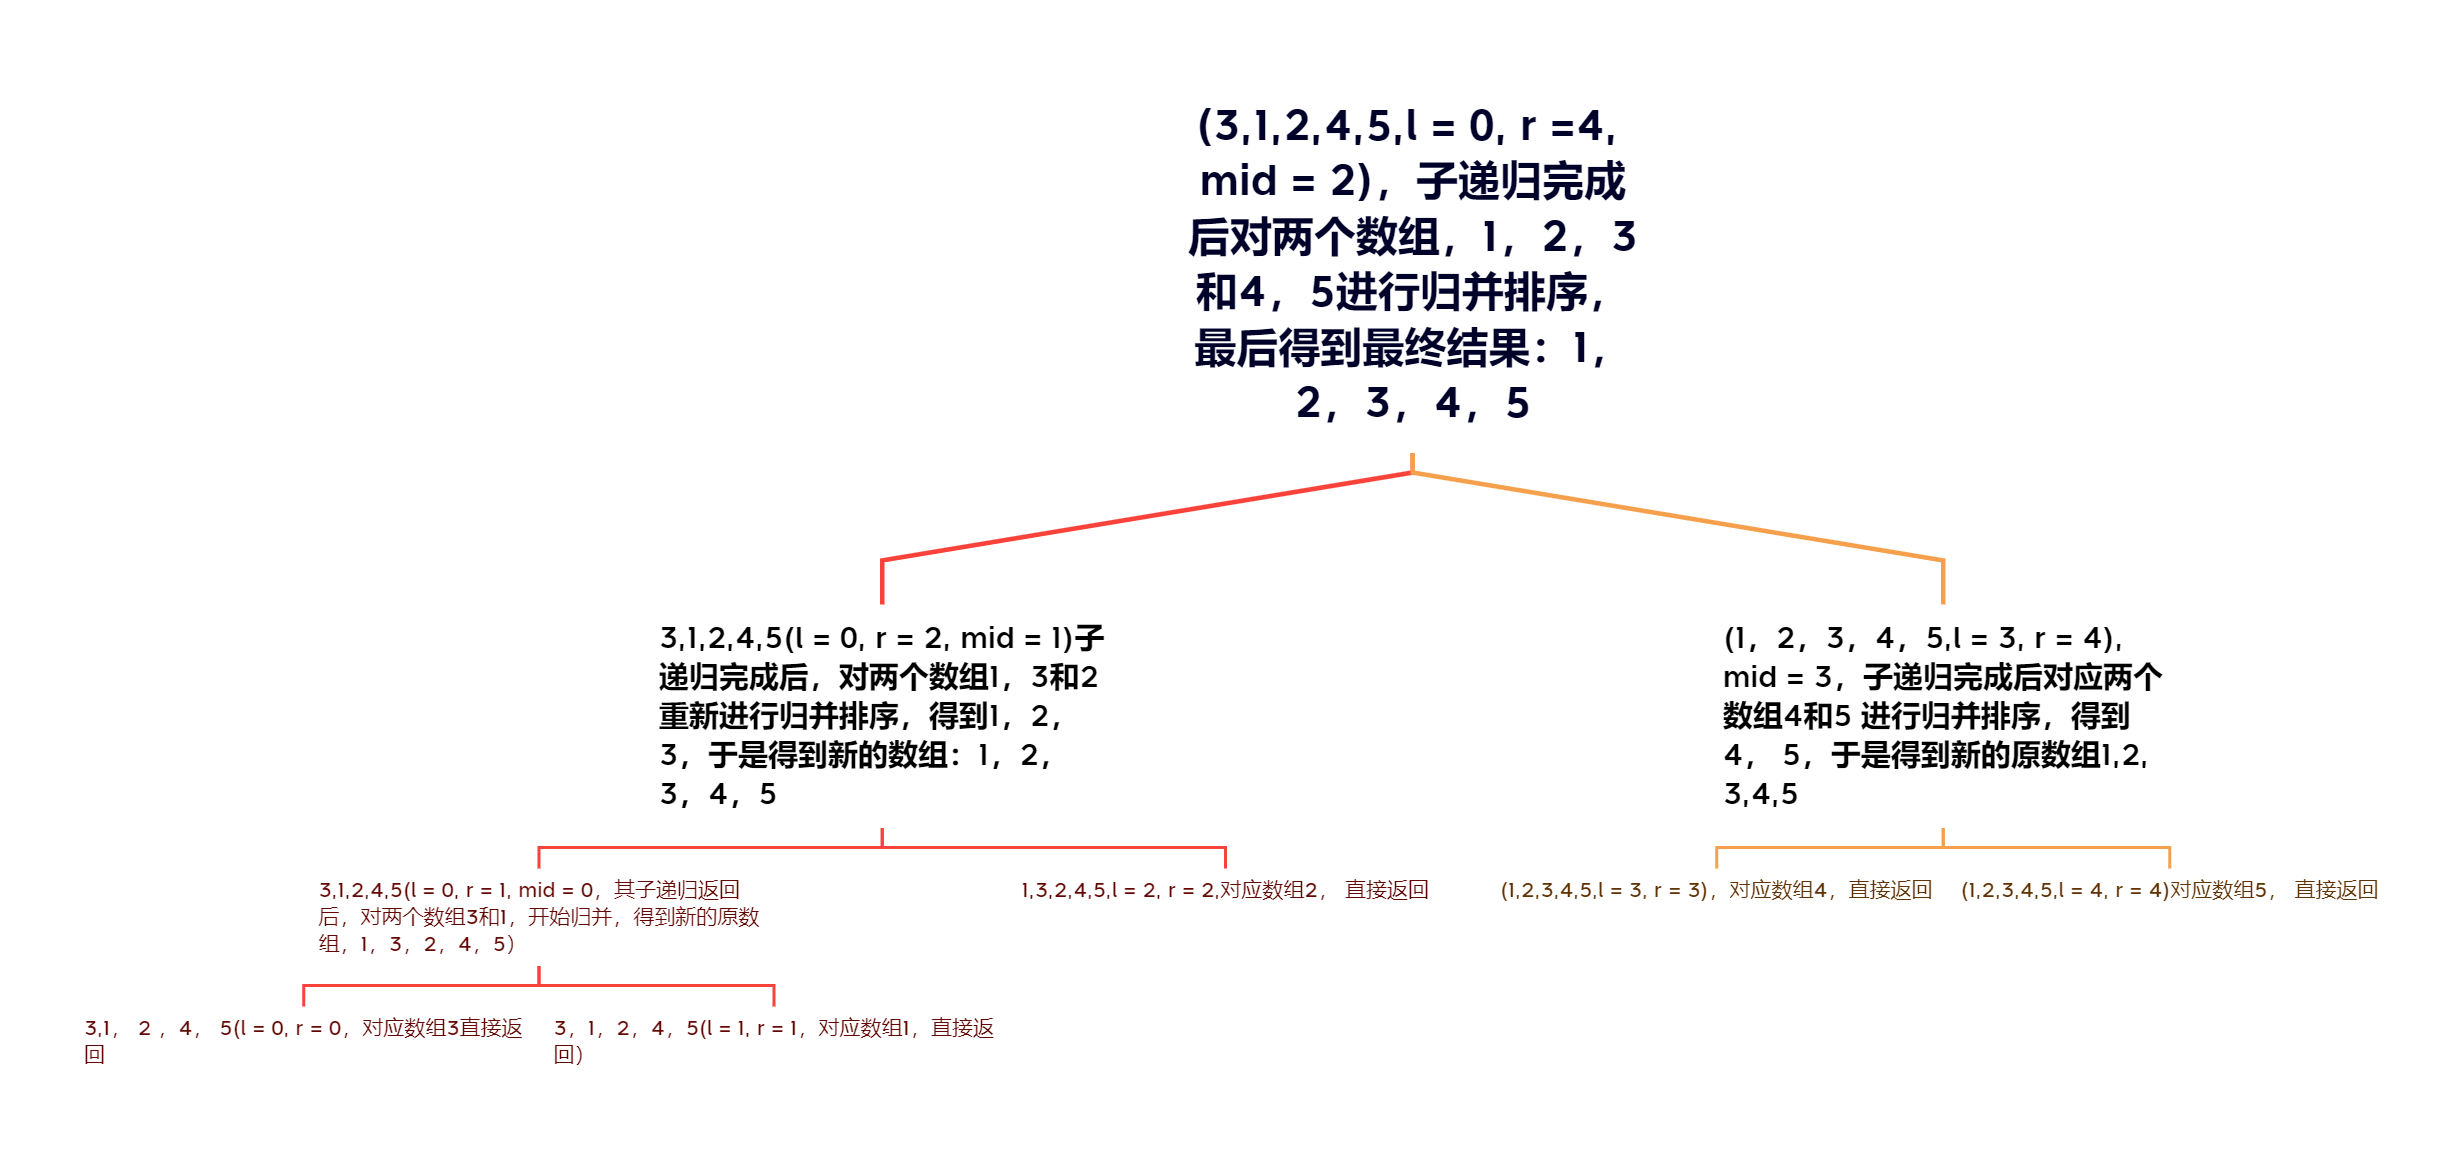 (3,1,2,4,5,l = 0, r =4,
mid = 2)，子递归完成
后对两个数组，1，2，3
和4，5进行归并排序，
最后得到最终结果：1，
2，3，4，5
3,1,2,4,5(l = 0, r = 2, mid = 1)子
递归完成后，对两个数组1，3和2
重新进行归并排序，得到1，2，
3，于是得到新的数组：1，2，
3，4，5
(1，2，3，4，5,l = 3, r = 4),
mid = 3，子递归完成后对应两个
数组4和5 进行归并排序，得到
4， 5，于是得到新的原数组1,2,
3,4,5
3,1,2,4,5(l = 0, r = 1, mid = 0，其子递归返回
后，对两个数组3和1，开始归并，得到新的原数
组，1，3，2，4，5）
1,3,2,4,5,l = 2, r = 2,对应数组2， 直接返回
(1,2,3,4,5,l = 3, r = 3)，对应数组4，直接返回
(1,2,3,4,5,l = 4, r = 4)对应数组5， 直接返回
3,1， 2 ，4， 5(l = 0, r = 0，对应数组3直接返
回
3，1，2，4，5(l = 1, r = 1，对应数组1，直接返
回）